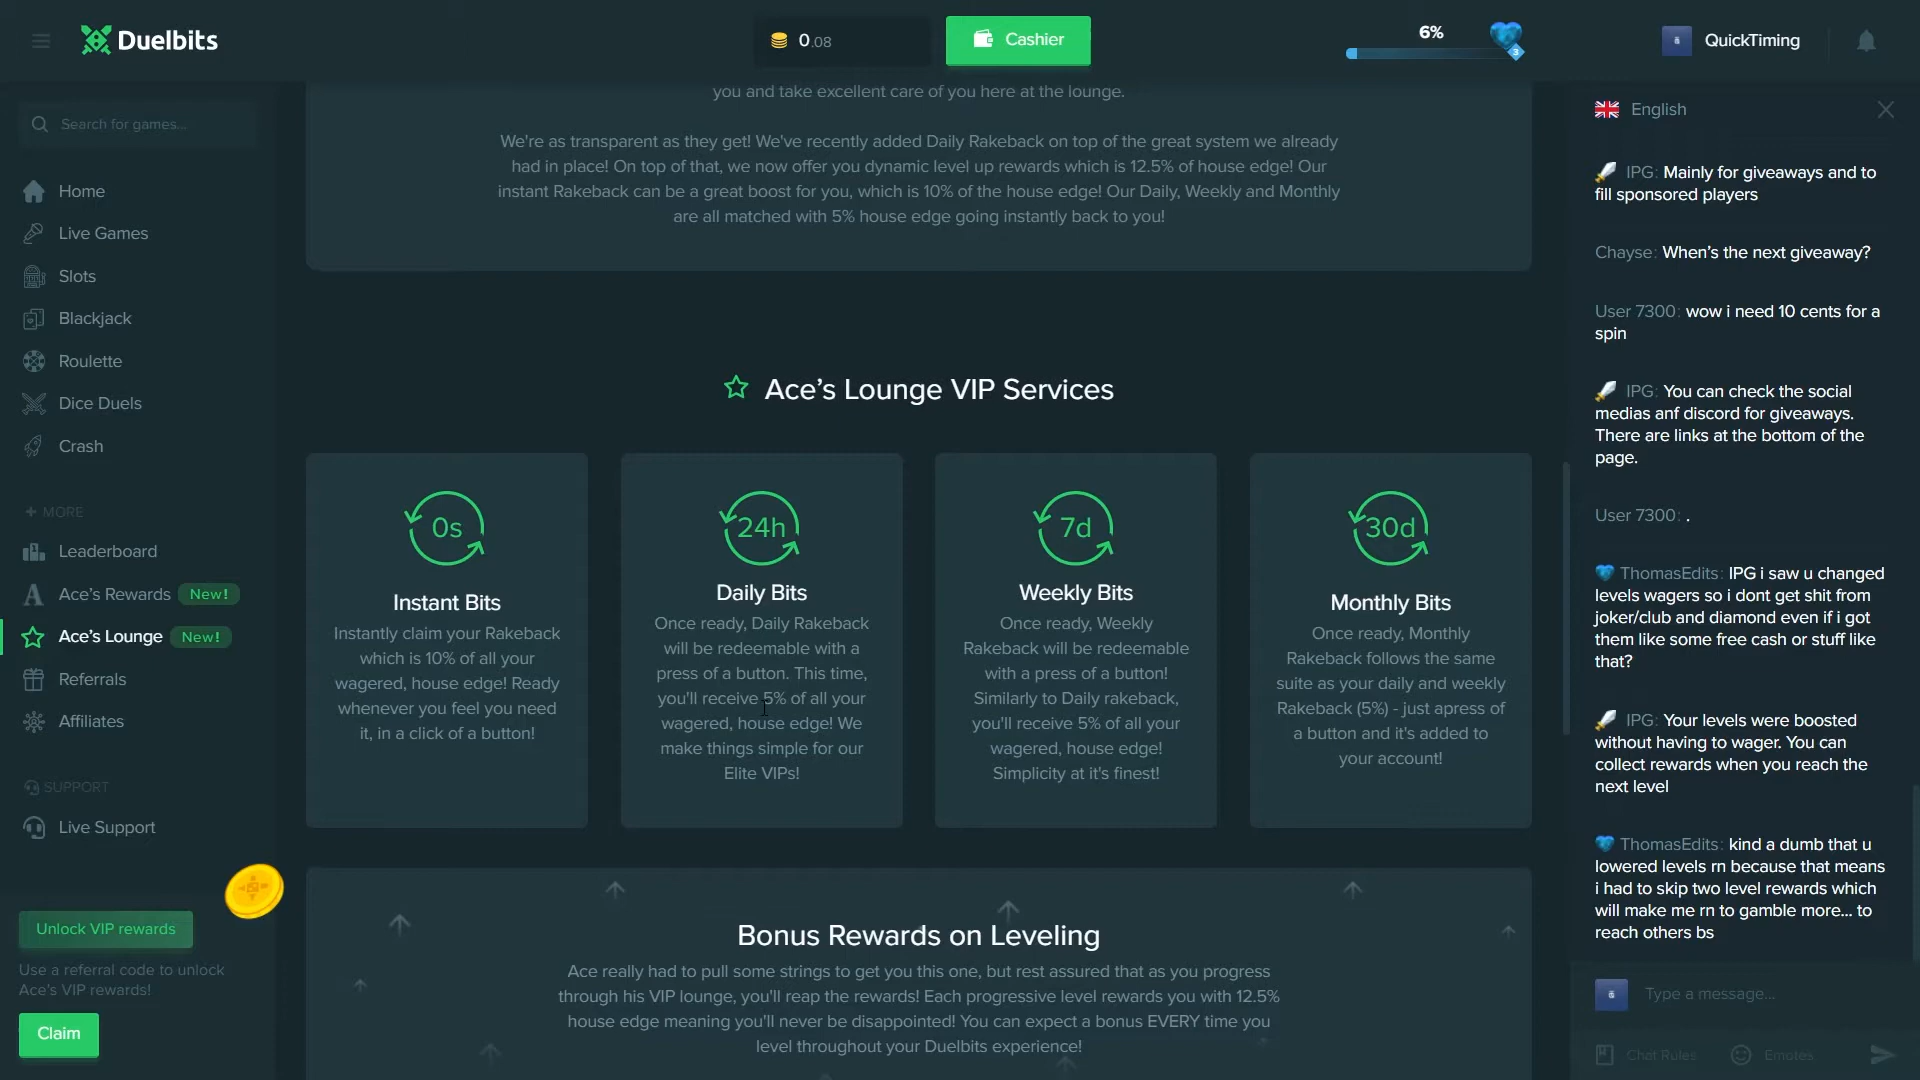 Duelbits
0.08
Cashier
6%
3
QuickTiming
Search for games...
Home
Live Games
Slots
Blackjack
Roulette
Dice Duels
Crash
+ MORE
Leaderboard
Ace's Rewards New!
Ace's Lounge New!
Referrals
Affiliates
SUPPORT
Live Support
Unlock VIP rewards
Use a referral code to unlock
Ace's VIP rewards!
Claim
you and take excellent care of you here at the lounge.
We're as transparent as they get! We've recently added Daily Rakeback on top of the great system we already
had in place! On top of that, we now offer you dynamic level up rewards which is 12.5% of house edge! Our
instant Rakeback can be a great boost for you, which is 10% of the house edge! Our Daily, Weekly and Monthly
are all matched with 5% house edge going instantly back to you!
Ace's Lounge VIP Services
0s
Instant Bits
Instantly claim your Rakeback
which is 10% of all your
wagered, house edge! Ready
whenever you feel you need
it, in a click of a button!
24h
Daily Bits
Once ready, Daily Rakeback
will be redeemable with a
press of a button. This time,
you'll receive 5% of all your
wagered, house edge! We
make things simple for our
Elite VIPs!
7d
Weekly Bits
Once ready, Weekly
Rakeback will be redeemable
with a press of a button!
Similarly to Daily rakeback,
you'll receive 5% of all your
wagered, house edge!
Simplicity at it's finest!
30d
Monthly Bits
Once ready, Monthly
Rakeback follows the same
suite as your daily and weekly
Rakeback (5%) - just apress of
a button and it's added to
your account!
Bonus Rewards on Leveling
Ace really had to pull some strings to get you this one, but rest assured that as you progress
through his VIP lounge, you'll reap the rewards! Each progressive level rewards you with 12.5%
house edge meaning you'll never be disappointed! You can expect a bonus EVERY time you
level throughout your Duelbits experience!
English
IPG: Mainly for giveaways and to
fill sponsored players
Chayse: When's the next giveaway?
User 7300: wow i need 10 cents for a
spin
IPG: You can check the social
medias anf discord for giveaways.
There are links at the bottom of the
page.
User 7300: .
ThomasEdits: IPG i saw u changed
levels wagers so i dont get shit from
joker/club and diamond even if i got
them like some free cash or stuff like
that?
IPG: Your levels were boosted
without having to wager. You can
collect rewards when you reach the
next level
ThomasEdits: kind a dumb that u
lowered levels rn because that means
i had to skip two level rewards which
will make me rn to gamble more... to
reach others bs
Type a message...
Chat Rules
Emotes